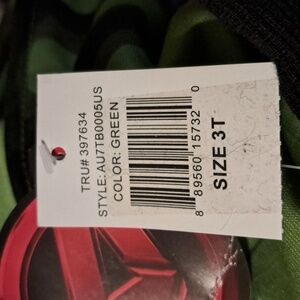 TRU# 397634
STYLE: AU7TB0005US
COLOR: GREEN
8 89560 15732 0
SIZE 3T